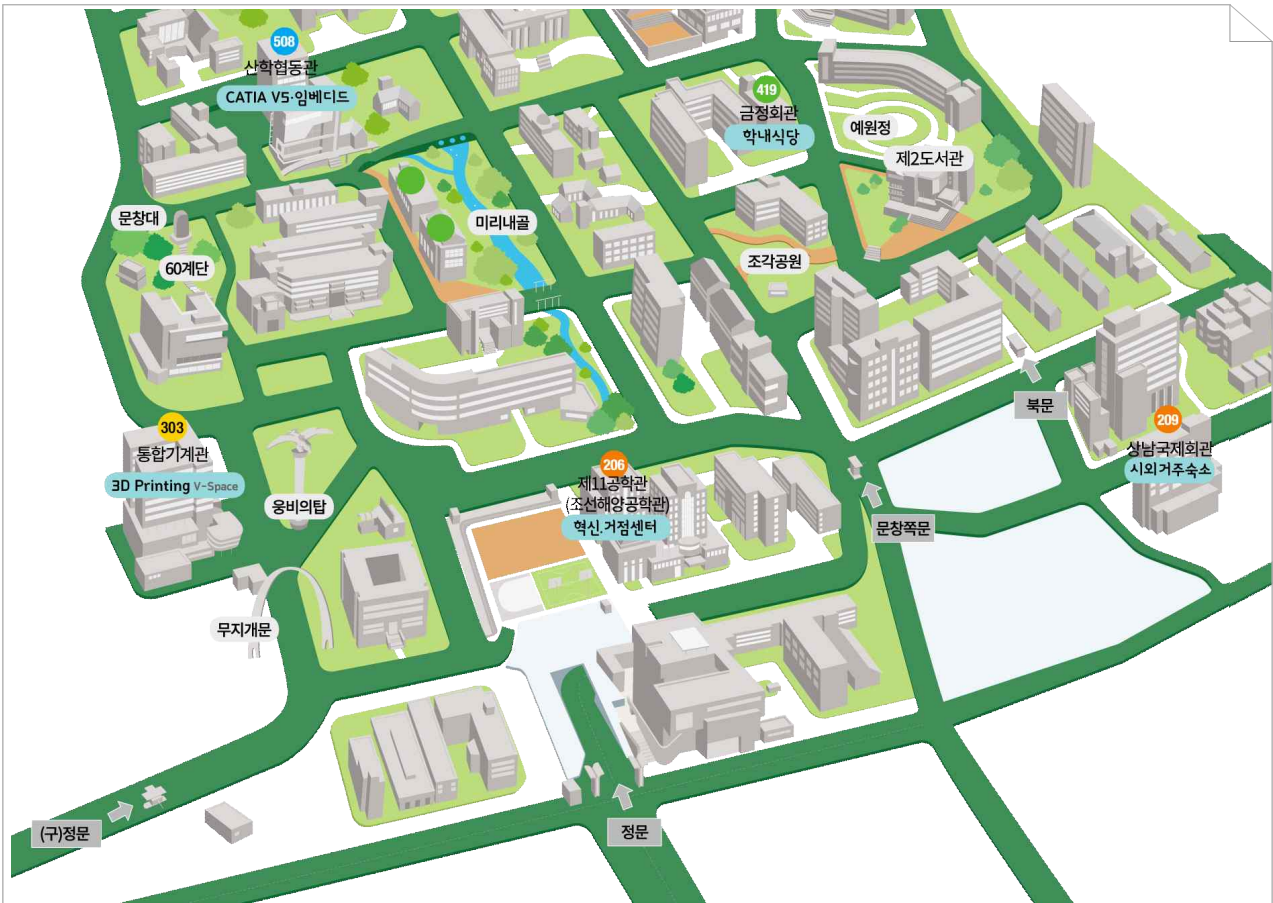 508
산학협동관
CATIA V5·임베디드
419
금정회관
학내식당
예원정
제2도서관
문창대
미리내골
60계단
조각공원
북문
303
통합기계관
3D Printing V-Space
웅비의탑
206
제11공학관
(조선해양공학관)
혁신.거점센터
209
상남국제회관
시외거주숙소
문창쪽문
무지개문
(구)정문
정문